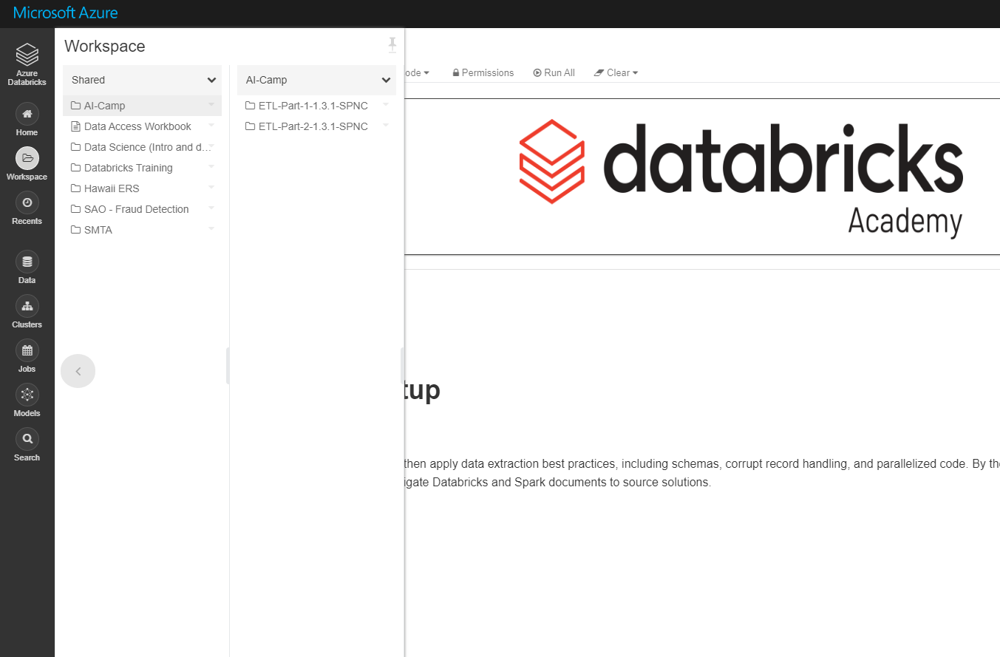 Microsoft Azure
Azure
Databricks
Home
Workspace
Recents
Data
Clusters
Jobs
Models
Search
Workspace
Shared
AI-Camp
Data Access Workbook
Data Science (Intro and d...
Databricks Training
Hawaii ERS
SAO - Fraud Detection
SMTA
AI-Camp
ETL-Part-1-1.3.1-SPNC
ETL-Part-2-1.3.1-SPNC
ode Permissions Run All Clear
databricks
Academy
tup
then apply data extraction best practices, including schemas, corrupt record handling, and parallelized code. By the
igate Databricks and Spark documents to source solutions.